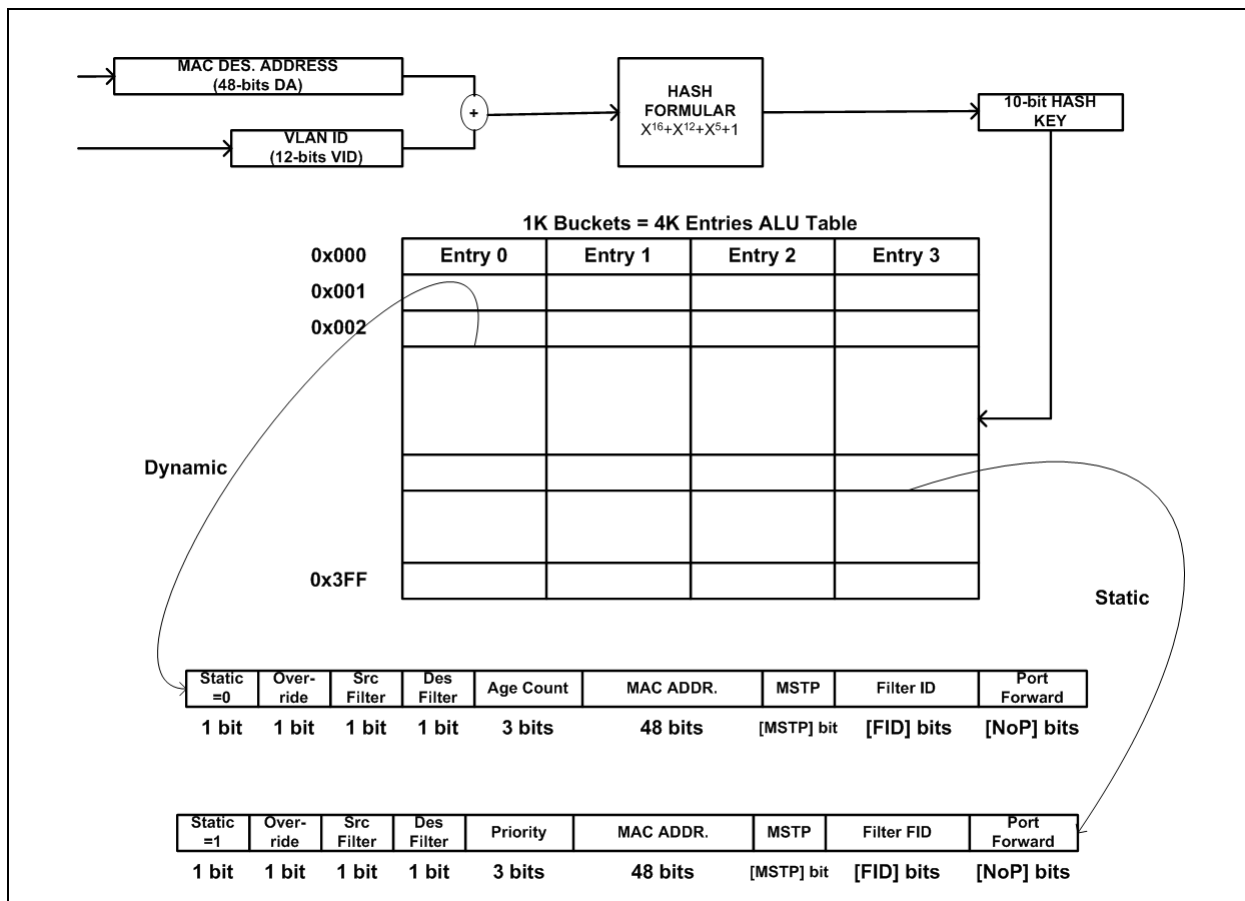 MAC DES. ADDRESS
(48-bits DA)
HASH
FORMULAR
X16+X12+X5+1
10-bit HASH
KEY
+
VLAN ID
(12-bits VID)
1K Buckets = 4K Entries ALU Table
0x000
Entry 0
Entry 1
Entry 2
Entry 3
0x001
0x002
Dynamic
0x3FF
Static
Static
=0
Over-
ride
Src
Filter
Des
Filter
Age Count
MAC ADDR.
MSTP
Filter ID
Port
Forward
1 bit
1 bit
1 bit
1 bit
3 bits
48 bits
[MSTP] bit
[FID] bits
[NoP] bits
Static
=1
Over-
ride
Src
Filter
Des
Filter
Priority
MAC ADDR.
MSTP
Filter FID
Port
Forward
1 bit
1 bit
1 bit
1 bit
3 bits
48 bits
[MSTP] bit
[FID] bits
[NoP] bits